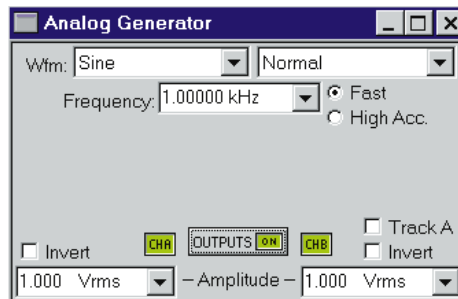 Analog Generator
Wfm: Sine Normal
Frequency: 1.00000 kHz Fast
High Acc.
Track A
CHA OUTPUTS ON CHB
Invert Invert
1.000 Vrms – Amplitude – 1.000 Vrms